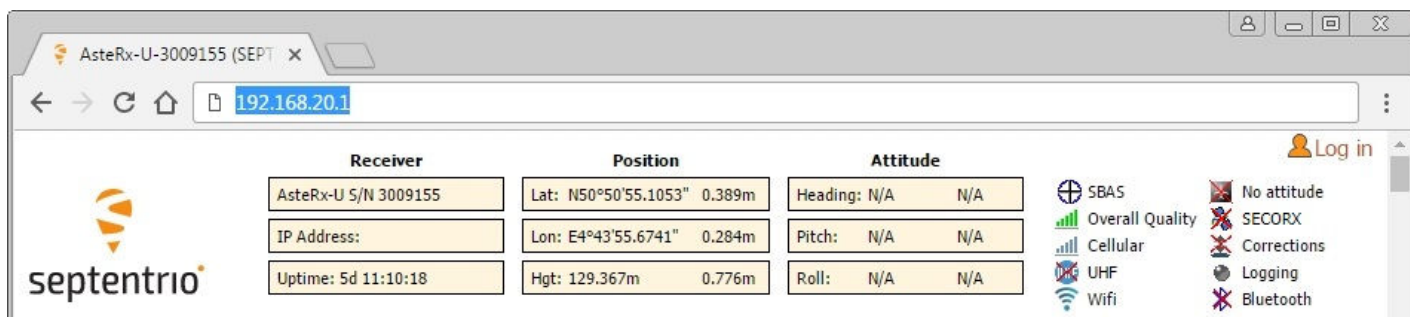 AsteRx-U-3009155 (SEPT
192.168.20.1
Log in
septentrio
Receiver
AsteRx-U S/N 3009155
IP Address:
Uptime: 5d 11:10:18
Position
Lat: N50°50'55.1053" 0.389m
Lon: E4°43'55.6741" 0.284m
Hgt: 129.367m 0.776m
Attitude
Heading: N/A N/A
Pitch: N/A N/A
Roll: N/A N/A
SBAS
Overall Quality
Cellular
UHF
Wifi
No attitude
SECORX
Corrections
Logging
Bluetooth